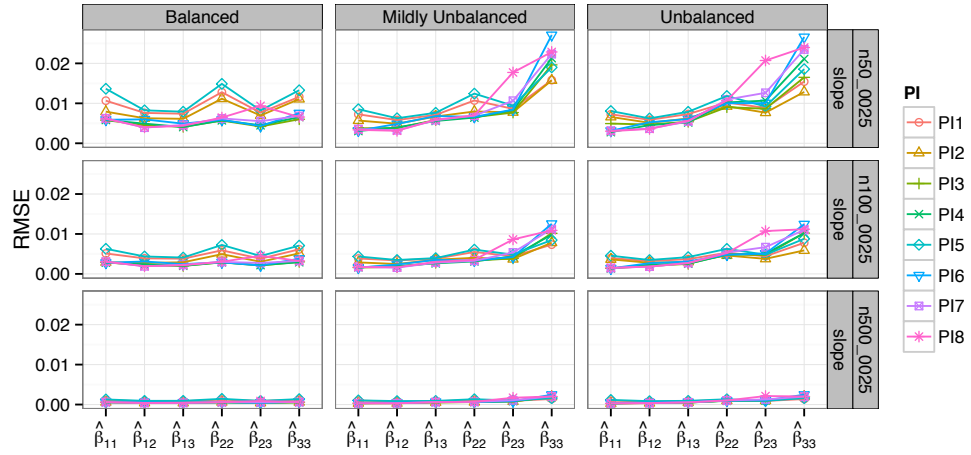 Balanced
Mildly Unbalanced
Unbalanced
RMSE
0.02
0.01
0.00
n50_0025
slope
0.02
0.01
0.00
n100_0025
slope
0.02
0.01
0.00
n500_0025
slope
β̂11 β̂12 β̂13 β̂22 β̂23 β̂33
β̂11 β̂12 β̂13 β̂22 β̂23 β̂33
β̂11 β̂12 β̂13 β̂22 β̂23 β̂33
PI
PI1
PI2
PI3
PI4
PI5
PI6
PI7
PI8